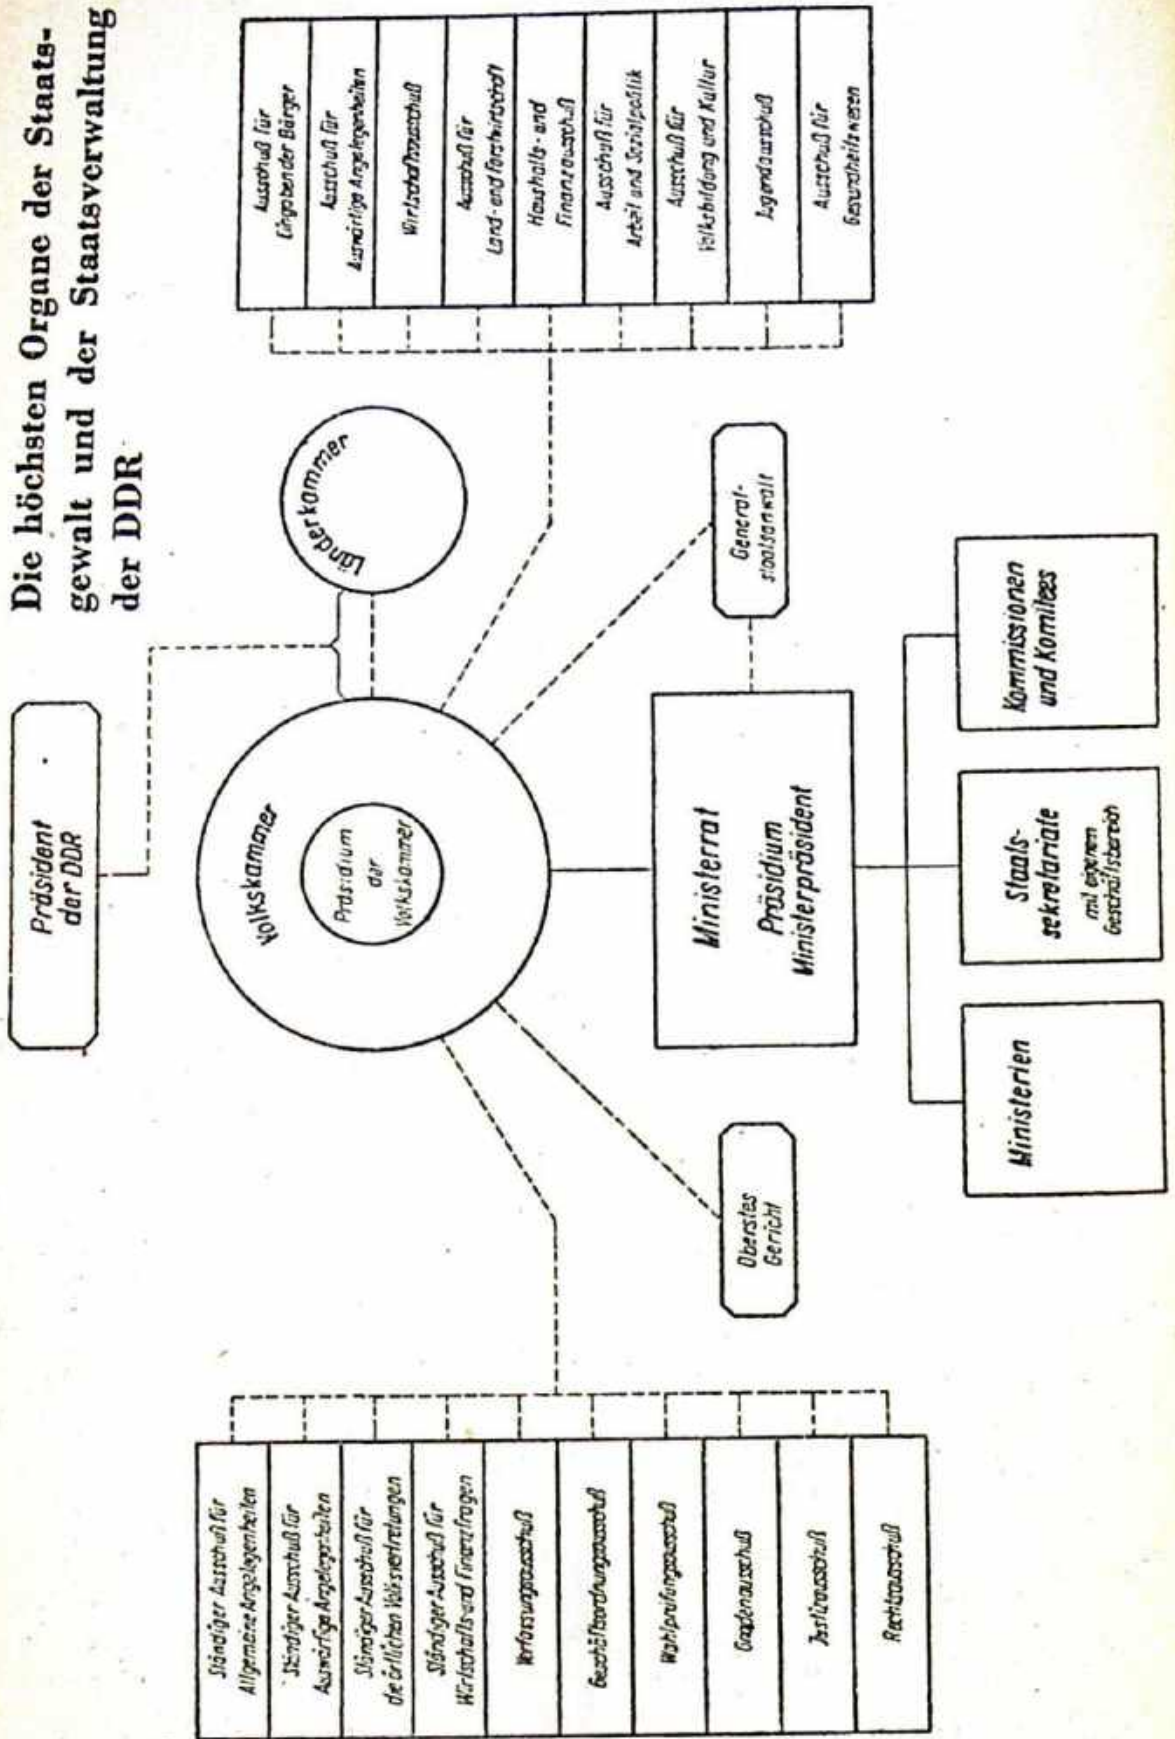 Die höchsten Organe der Staats-
gewalt und der Staatsverwaltung
der DDR
Präsident
der DDR
Länderkammer
Volkskammer
Präsidium
der
Volkskammer
Ständiger Ausschuß für
Allgemeine Angelegenheiten
Ständiger Ausschuß für
Auswärtige Angelegenheiten
Ständiger Ausschuß für
die örtlichen Volksvertretungen
Ständiger Ausschuß für
Wirtschafts- und Finanzfragen
Verfassungsausschuß
Geschäftsordnungsausschuß
Wahlprüfungsausschuß
Gnadenausschuß
Justizausschuß
Rechtsausschuß
Ausschuß für
Eingaben der Bürger
Ausschuß für
Auswärtige Angelegenheiten
Wirtschaftsausschuß
Ausschuß für
Land- und Forstwirtschaft
Haushalts- und
Finanzausschuß
Ausschuß für
Arbeit und Sozialpolitik
Ausschuß für
Volksbildung und Kultur
Jugendausschuß
Ausschuß für
Gesundheitswesen
Oberstes
Gericht
Ministerrat
Präsidium
Ministerpräsident
General-
staatsanwalt
Ministerien
Staats-
sekretariate
mit eigenem
Geschäftsbereich
Kommissionen
und Komitees